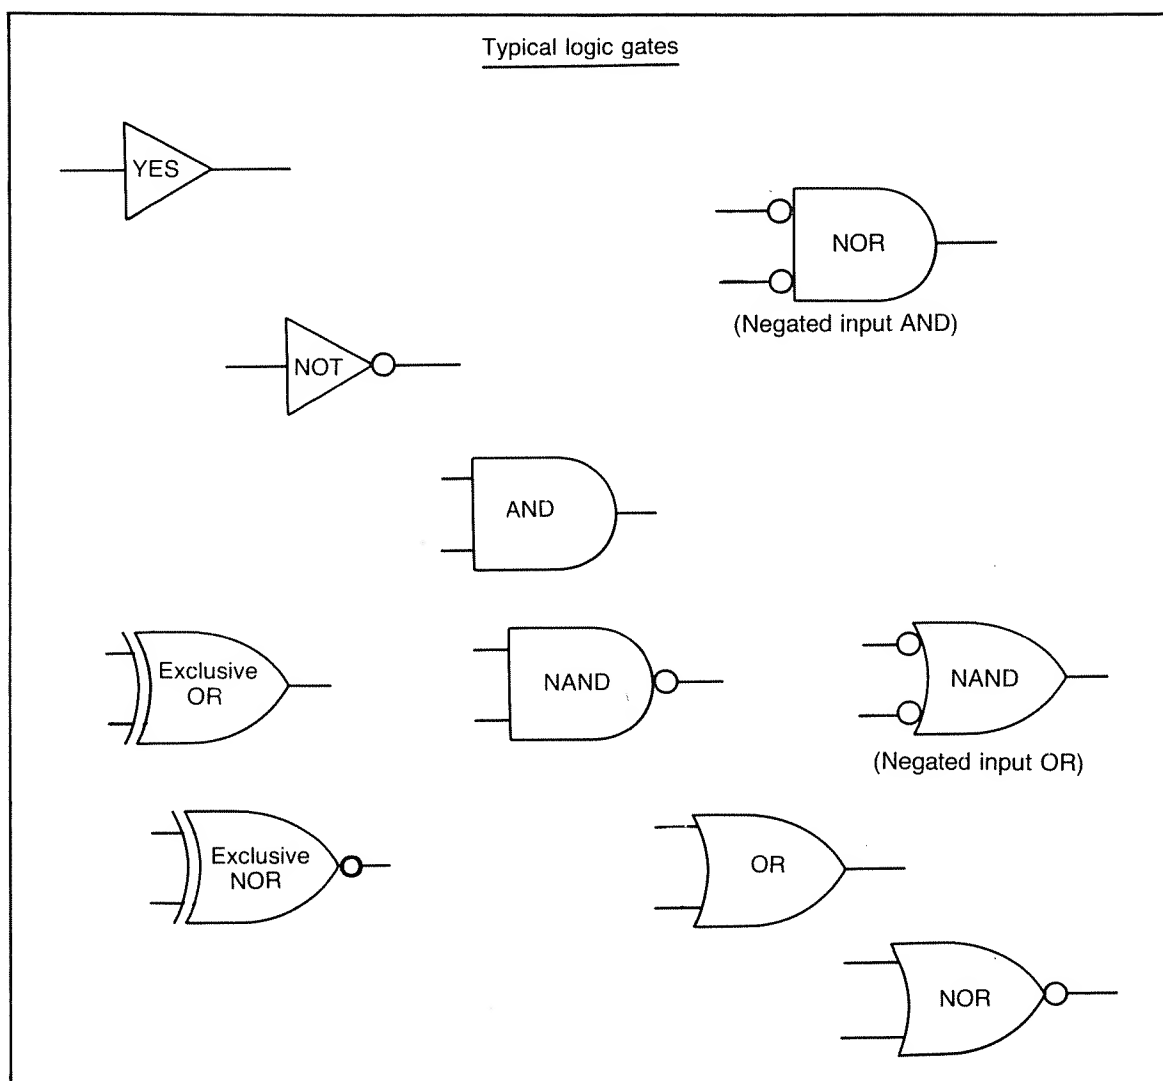 Typical logic gates
YES
NOR
(Negated input AND)
NOT
AND
Exclusive
OR
NAND
NAND
(Negated input OR)
Exclusive
NOR
OR
NOR